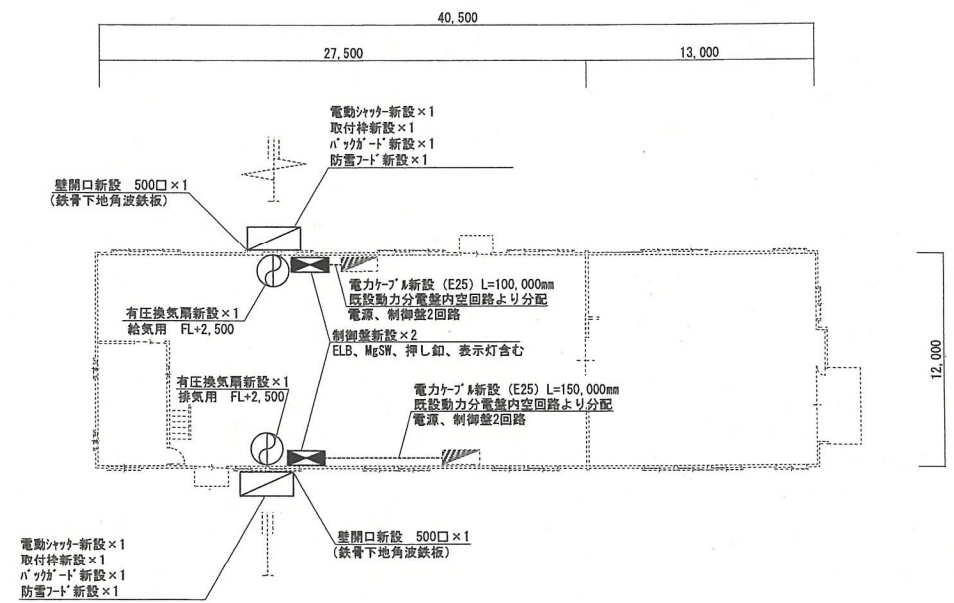 40,500
27,500
13,000
電動ｼｬｯﾀｰ新設×1
取付枠新設×1
ﾊﾞｯｸｶﾞｰﾄﾞ新設×1
防雪ﾌｰﾄﾞ新設×1
壁開口新設 500□×1
(鉄骨下地角波鉄板)
電力ｹｰﾌﾞﾙ新設 (E25) L=100,000mm
既設動力分電盤内空回路より分配
電源、制御盤2回路
有圧換気扇新設×1
給気用 FL+2,500
制御盤新設×2
ELB、MgSW、押し釦、表示灯含む
12,000
有圧換気扇新設×1
排気用 FL+2,500
電力ｹｰﾌﾞﾙ新設 (E25) L=150,000mm
既設動力分電盤内空回路より分配
電源、制御盤2回路
壁開口新設 500□×1
(鉄骨下地角波鉄板)
電動ｼｬｯﾀｰ新設×1
取付枠新設×1
ﾊﾞｯｸｶﾞｰﾄﾞ新設×1
防雪ﾌｰﾄﾞ新設×1